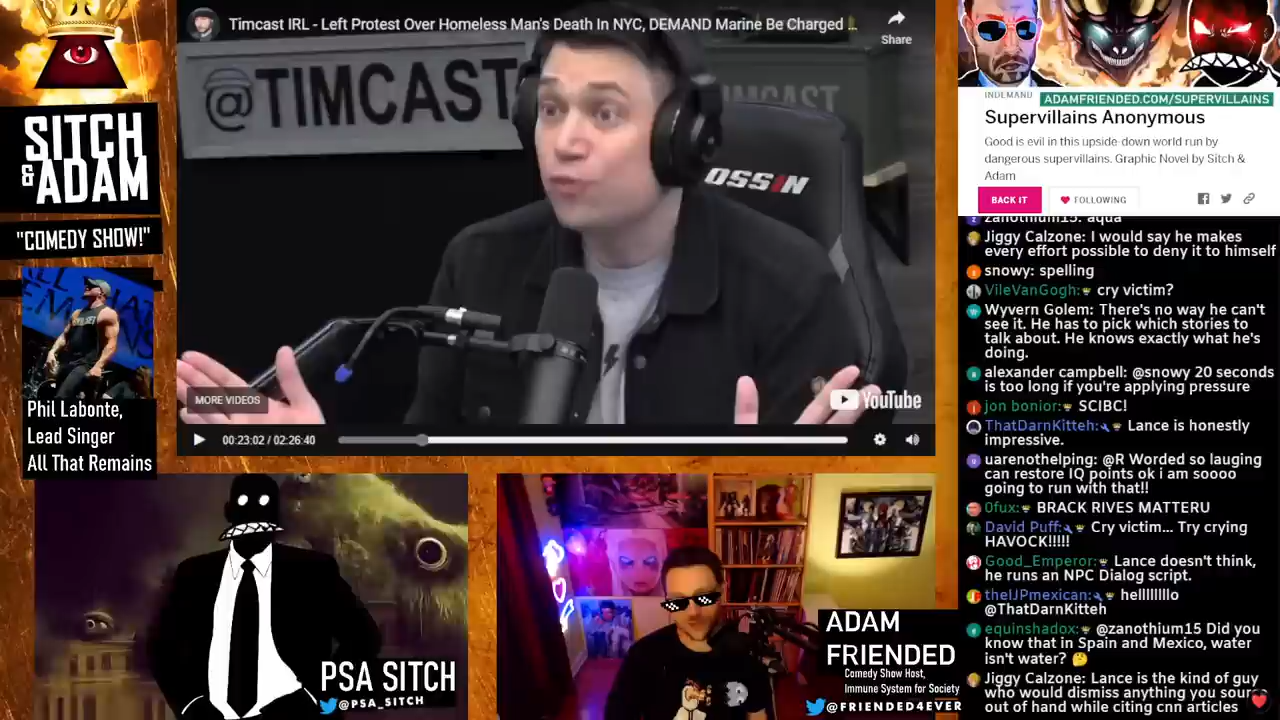 Timcast IRL - Left Protest Over Homeless Man's Death In NYC, DEMAND Marine Be Charged ...
Share
@TIMCAST
TIMCAST
OSSIN
MORE VIDEOS
YouTube
00:23:02 / 02:26:40
SITCH
& ADAM
"COMEDY SHOW!"
Phil Labonte,
Lead Singer
All That Remains
PSA SITCH
@PSA_SITCH
ADAM
FRIENDED
Comedy Show Host,
Immune System for Society
@FRIENDED4EVER
INDEMAND
ADAMFRIENDED.COM/SUPERVILLAINS
Supervillains Anonymous
Good is evil in this upside-down world run by
dangerous supervillains. Graphic Novel by Sitch &
Adam
BACK IT
FOLLOWING
zanothium15: aqua
Jiggy Calzone: I would say he makes
every effort possible to deny it to himself
snowy: spelling
VileVanGogh: cry victim?
Wyvern Golem: There's no way he can't
see it. He has to pick which stories to
talk about. He knows exactly what he's
doing.
alexander campbell: @snowy 20 seconds
is too long if you're applying pressure
jon bonior: SCIBC!
ThatDarnKitteh: Lance is honestly
impressive.
uarenothelping: @R Worded so lauging
can restore IQ points ok i am soooo
going to run with that!!
0fux: BRACK RIVES MATTERU
David Puff: Cry victim... Try crying
HAVOCK!!!!!
Good_Emperor: Lance doesn't think,
he runs an NPC Dialog script.
theIJPmexican: hellllllllo
@ThatDarnKitteh
equinshadox: @zanothium15 Did you
know that in Spain and Mexico, water
isn't water?
Jiggy Calzone: Lance is the kind of guy
who would dismiss anything you sourc
out of hand while citing cnn articles